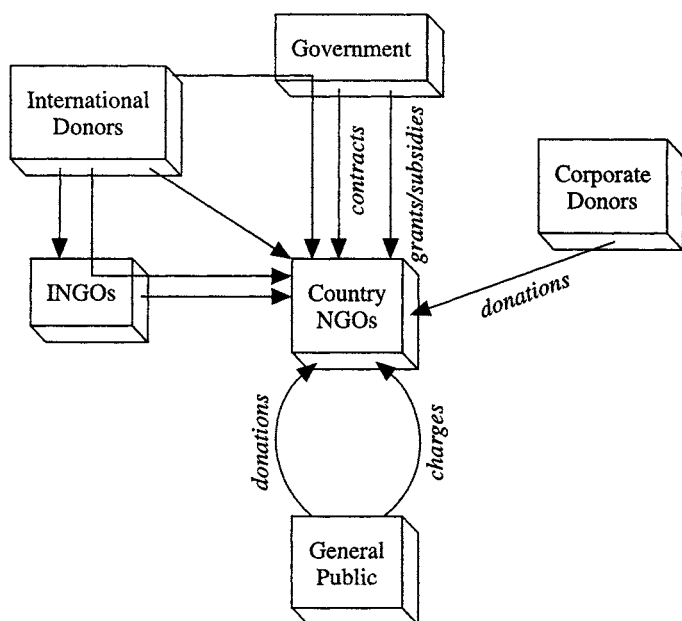 Government
International
Donors
contracts
grants/subsidies
Corporate
Donors
INGOs
Country
NGOs
donations
donations
charges
General
Public